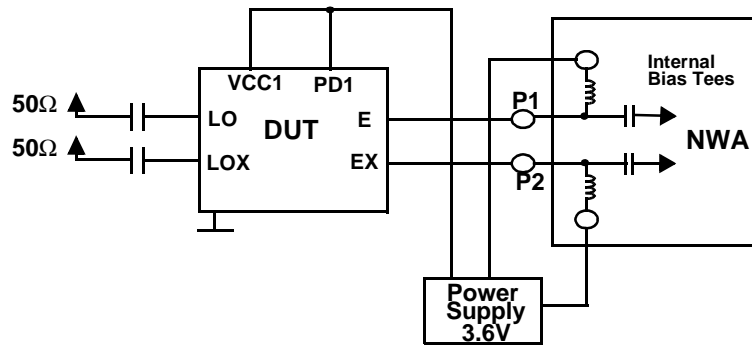 VCC1 PD1
50Ω
LO
DUT
E
P1
Internal
Bias Tees
NWA
50Ω
LOX
EX
P2
Power
Supply
3.6V